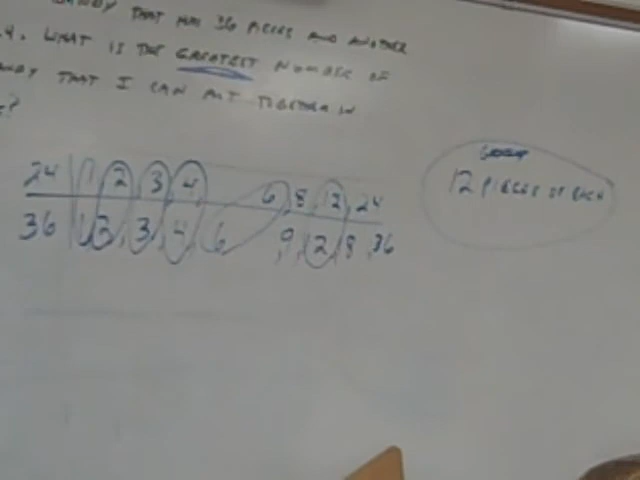 THAT HAS 36 PIECES AND ANOTHER
4. WHAT IS THE GREATEST NUMBER OF
THAT I CAN PUT TOGETHER IN
24 1 2 3 4 6 8, 12, 24
36 1, 2, 3, 4, 6 9, 12, 18, 36
GROUP
12 PIECES OF EACH